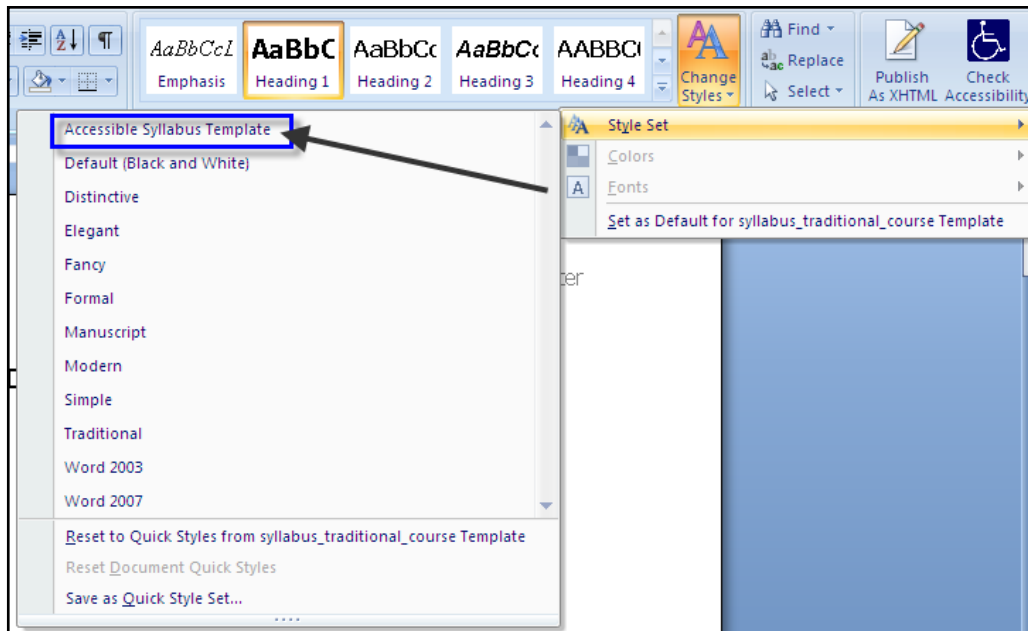 AaBbCcI AaBbC AaBbCc AaBbCc AABBC
Emphasis Heading 1 Heading 2 Heading 3 Heading 4
Change Styles
Find
Replace
Select
Publish As XHTML
Check Accessibility
Style Set
Colors
Fonts
Set as Default for syllabus_traditional_course Template
Accessible Syllabus Template
Default (Black and White)
Distinctive
Elegant
Fancy
Formal
Manuscript
Modern
Simple
Traditional
Word 2003
Word 2007
Reset to Quick Styles from syllabus_traditional_course Template
Reset Document Quick Styles
Save as Quick Style Set...
ter